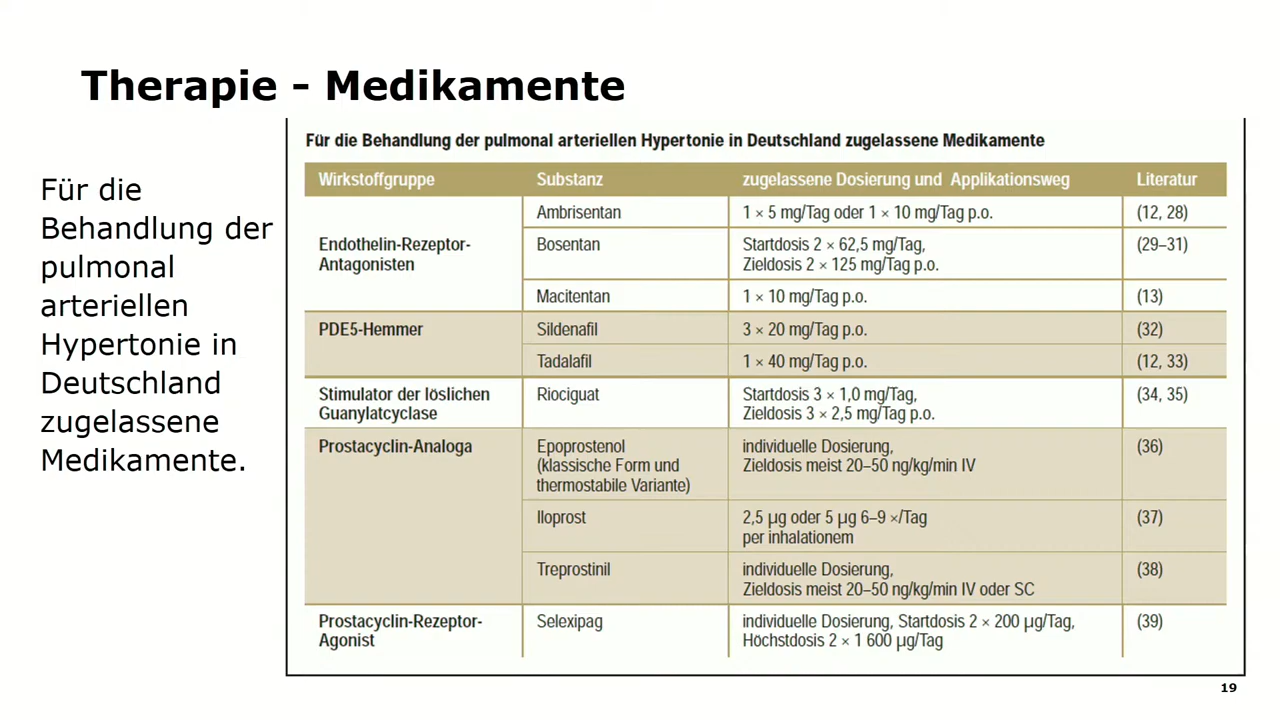 Therapie - Medikamente
Für die
Behandlung der
pulmonal
arteriellen
Hypertonie in
Deutschland
zugelassene
Medikamente.
Für die Behandlung der pulmonal arteriellen Hypertonie in Deutschland zugelassene Medikamente
Wirkstoffgruppe Substanz zugelassene Dosierung und Applikationsweg Literatur
Endothelin-Rezeptor-
Antagonisten
Ambrisentan 1 × 5 mg/Tag oder 1 × 10 mg/Tag p.o. (12, 28)
Bosentan Startdosis 2 × 62,5 mg/Tag, (29–31)
Zieldosis 2 × 125 mg/Tag p.o.
Macitentan 1 × 10 mg/Tag p.o. (13)
PDE5-Hemmer Sildenafil 3 × 20 mg/Tag p.o. (32)
Tadalafil 1 × 40 mg/Tag p.o. (12, 33)
Stimulator der löslichen Riociguat Startdosis 3 × 1,0 mg/Tag, (34, 35)
Guanylatcyclase Zieldosis 3 × 2,5 mg/Tag p.o.
Prostacyclin-Analoga Epoprostenol individuelle Dosierung, (36)
(klassische Form und Zieldosis meist 20–50 ng/kg/min IV
thermostabile Variante)
Iloprost 2,5 µg oder 5 µg 6–9 ×/Tag (37)
per inhalationem
Treprostinil individuelle Dosierung, (38)
Zieldosis meist 20–50 ng/kg/min IV oder SC
Prostacyclin-Rezeptor- Selexipag individuelle Dosierung, Startdosis 2 × 200 µg/Tag, (39)
Agonist Höchstdosis 2 × 1 600 µg/Tag
19